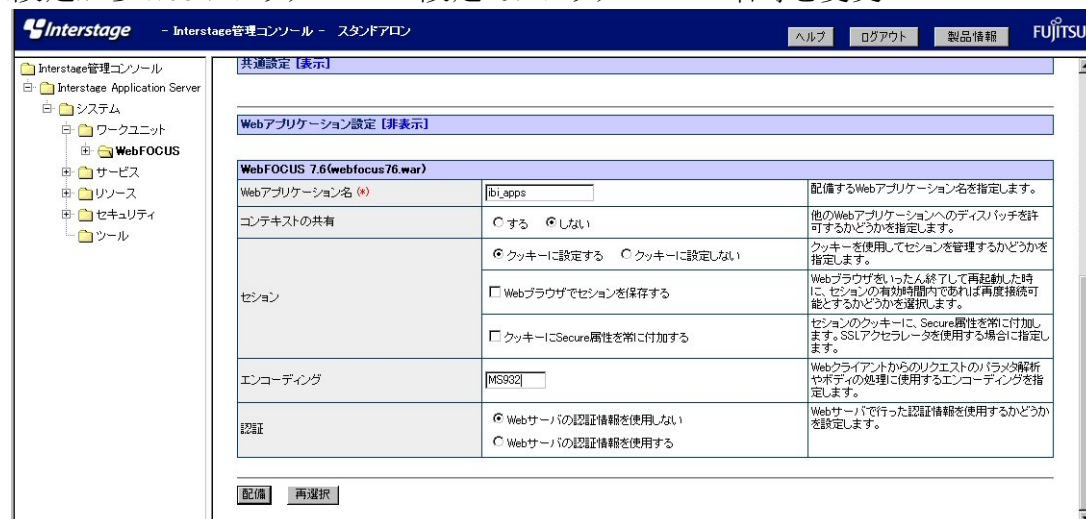 Interstage - Interstage管理コンソール - スタンドアロン
ヘルプ ログアウト 製品情報 FUJITSU
Interstage管理コンソール
Interstage Application Server
システム
ワークユニット
WebFOCUS
サービス
リソース
セキュリティ
ツール
共通設定 [表示]
Webアプリケーション設定 [非表示]
WebFOCUS 7.6(webfocus76.war)
Webアプリケーション名 (*) ibi_apps 配備するWebアプリケーション名を指定します。
コンテキストの共有 する しない 他のWebアプリケーションへのディスパッチを許
可するかどうかを指定します。
セション
クッキーに設定する クッキーに設定しない クッキーを使用してセションを管理するかどうかを
指定します。
Webブラウザでセションを保存する Webブラウザをいったん終了して再起動した時
に、セションの有効時間内であれば再度接続可
能とするかどうかを選択します。
クッキーにSecure属性を常に付加する セションのクッキーに、Secure属性を常に付加し
ます。SSLアクセラレータを使用する場合に指定し
ます。
エンコーディング MS932 Webクライアントからのリクエストのパラメタ解析
やボディの処理に使用するエンコーディングを指
定します。
認証
Webサーバの認証情報を使用しない Webサーバで行った認証情報を使用するかどうか
を設定します。
Webサーバの認証情報を使用する
配備 再選択